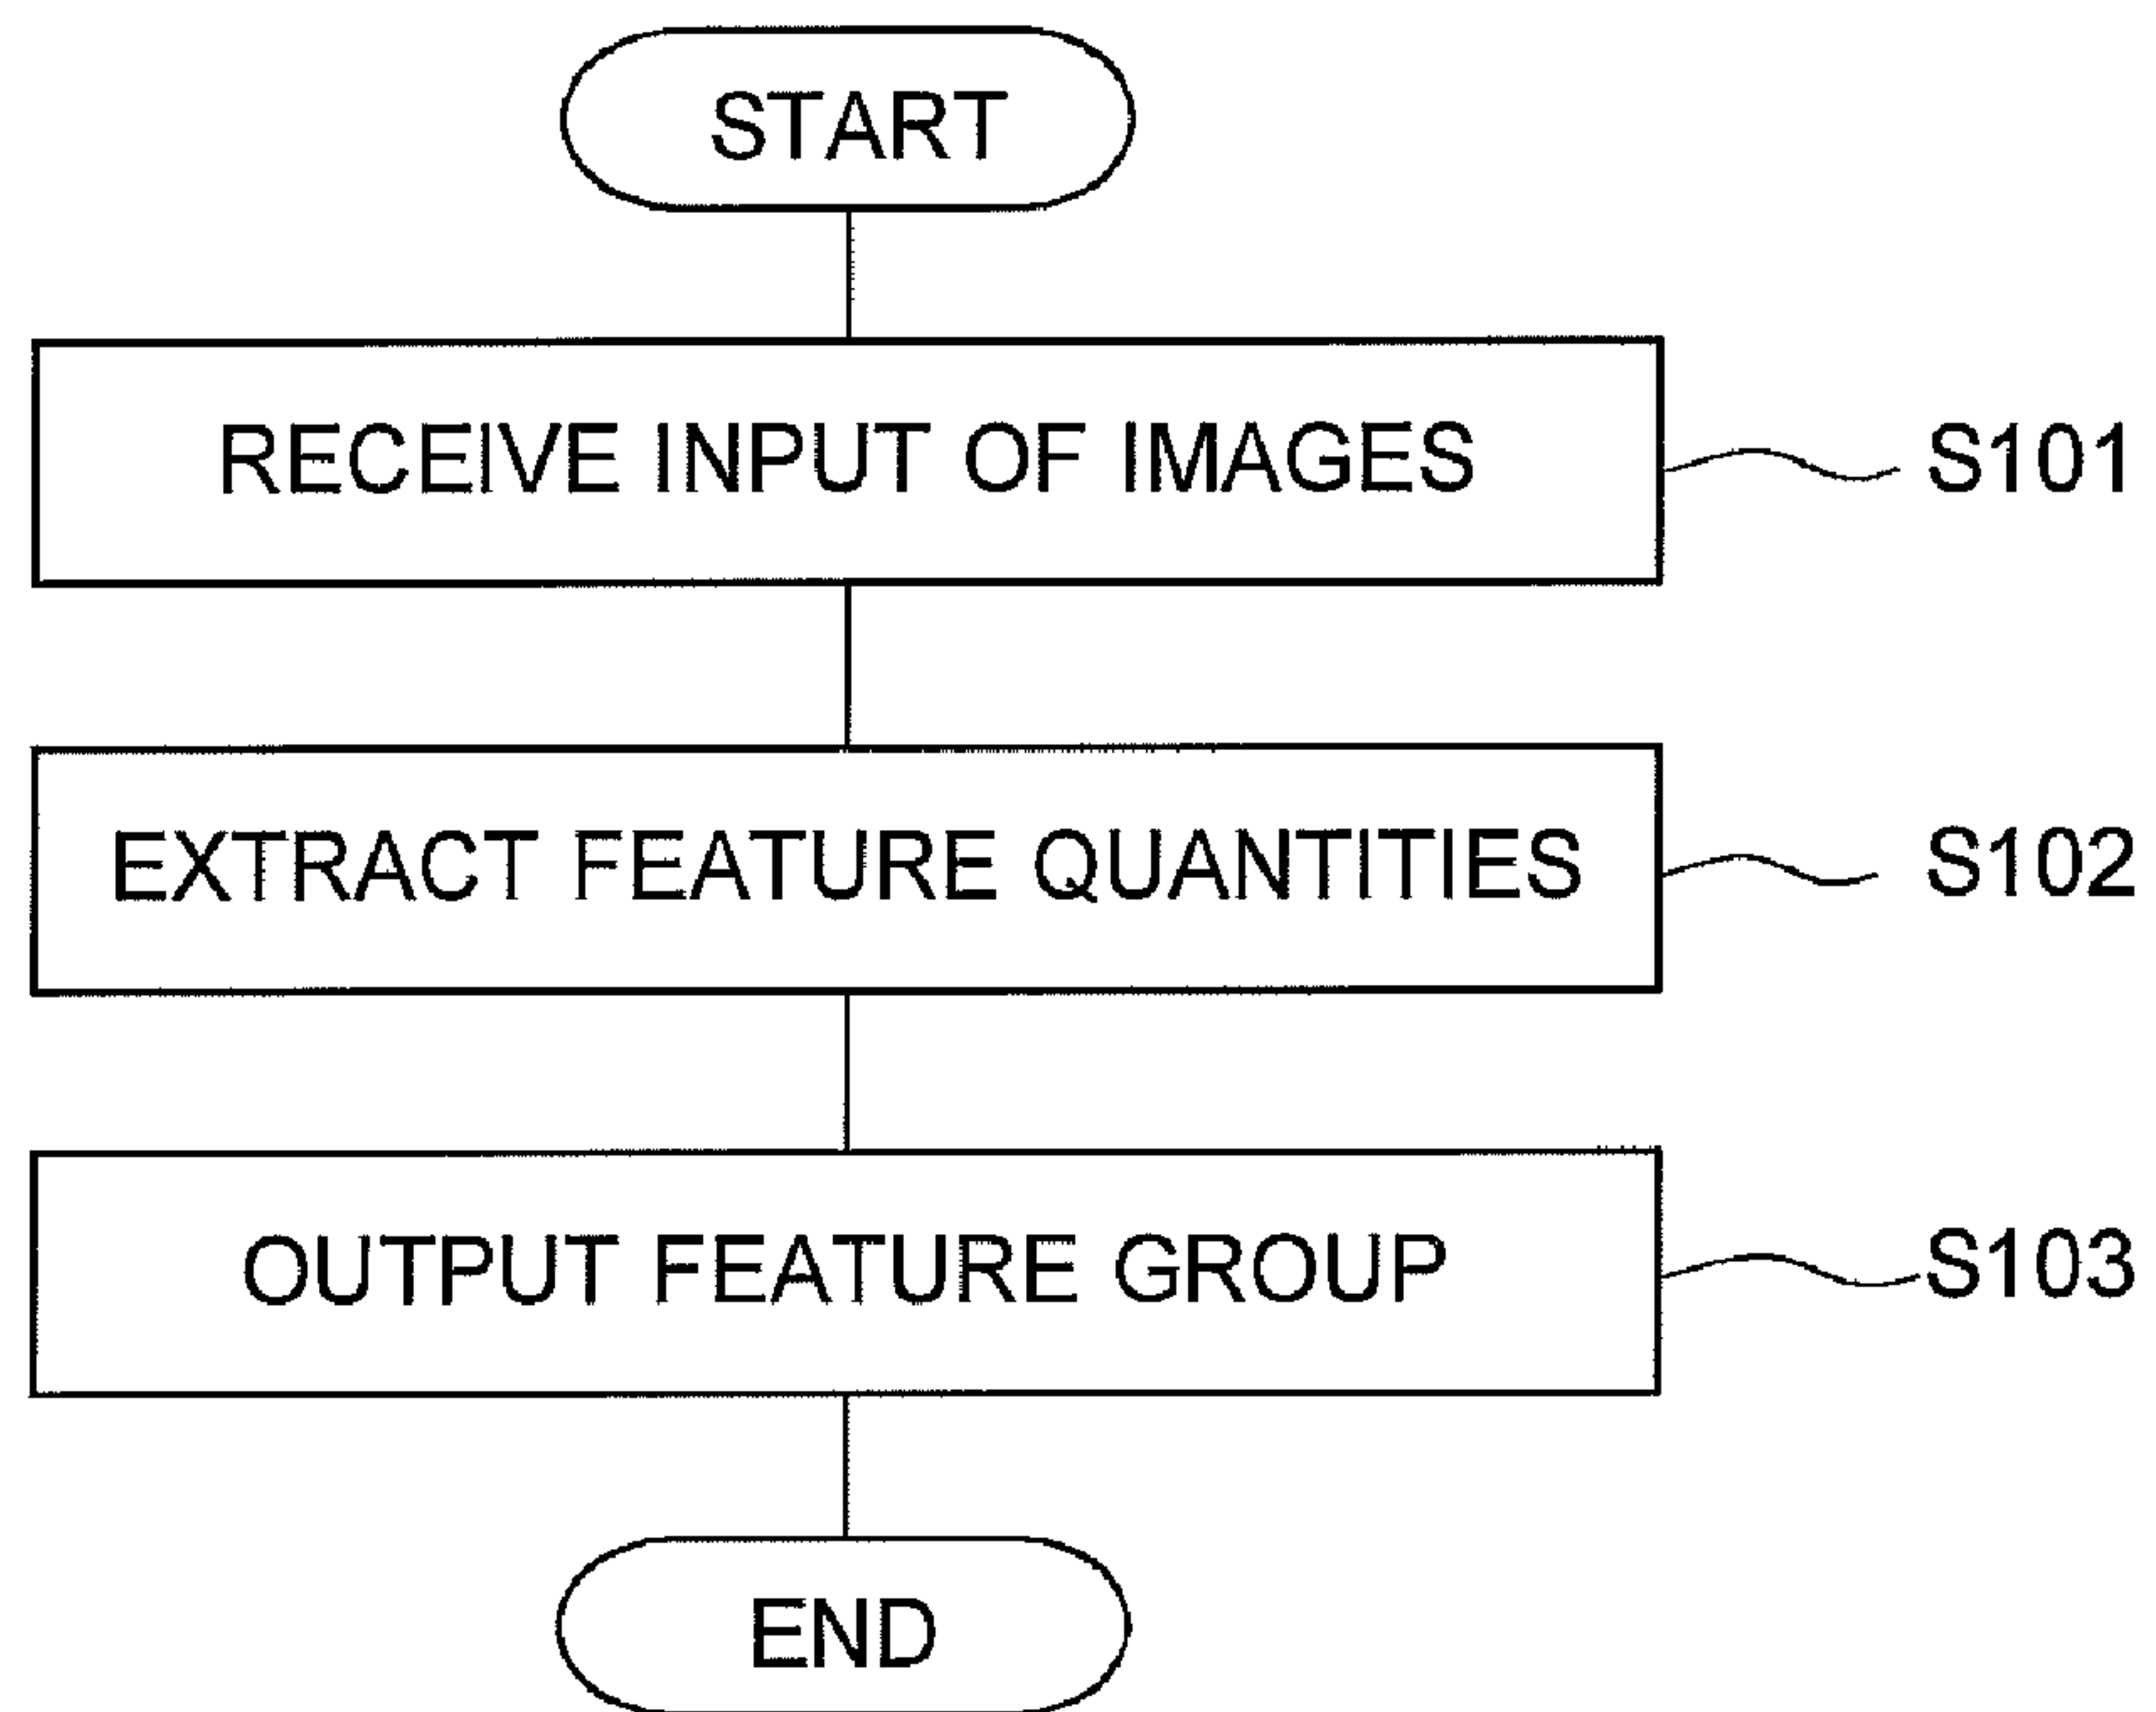 START
RECEIVE INPUT OF IMAGES
S101
EXTRACT FEATURE QUANTITIES
S102
OUTPUT FEATURE GROUP
S103
END